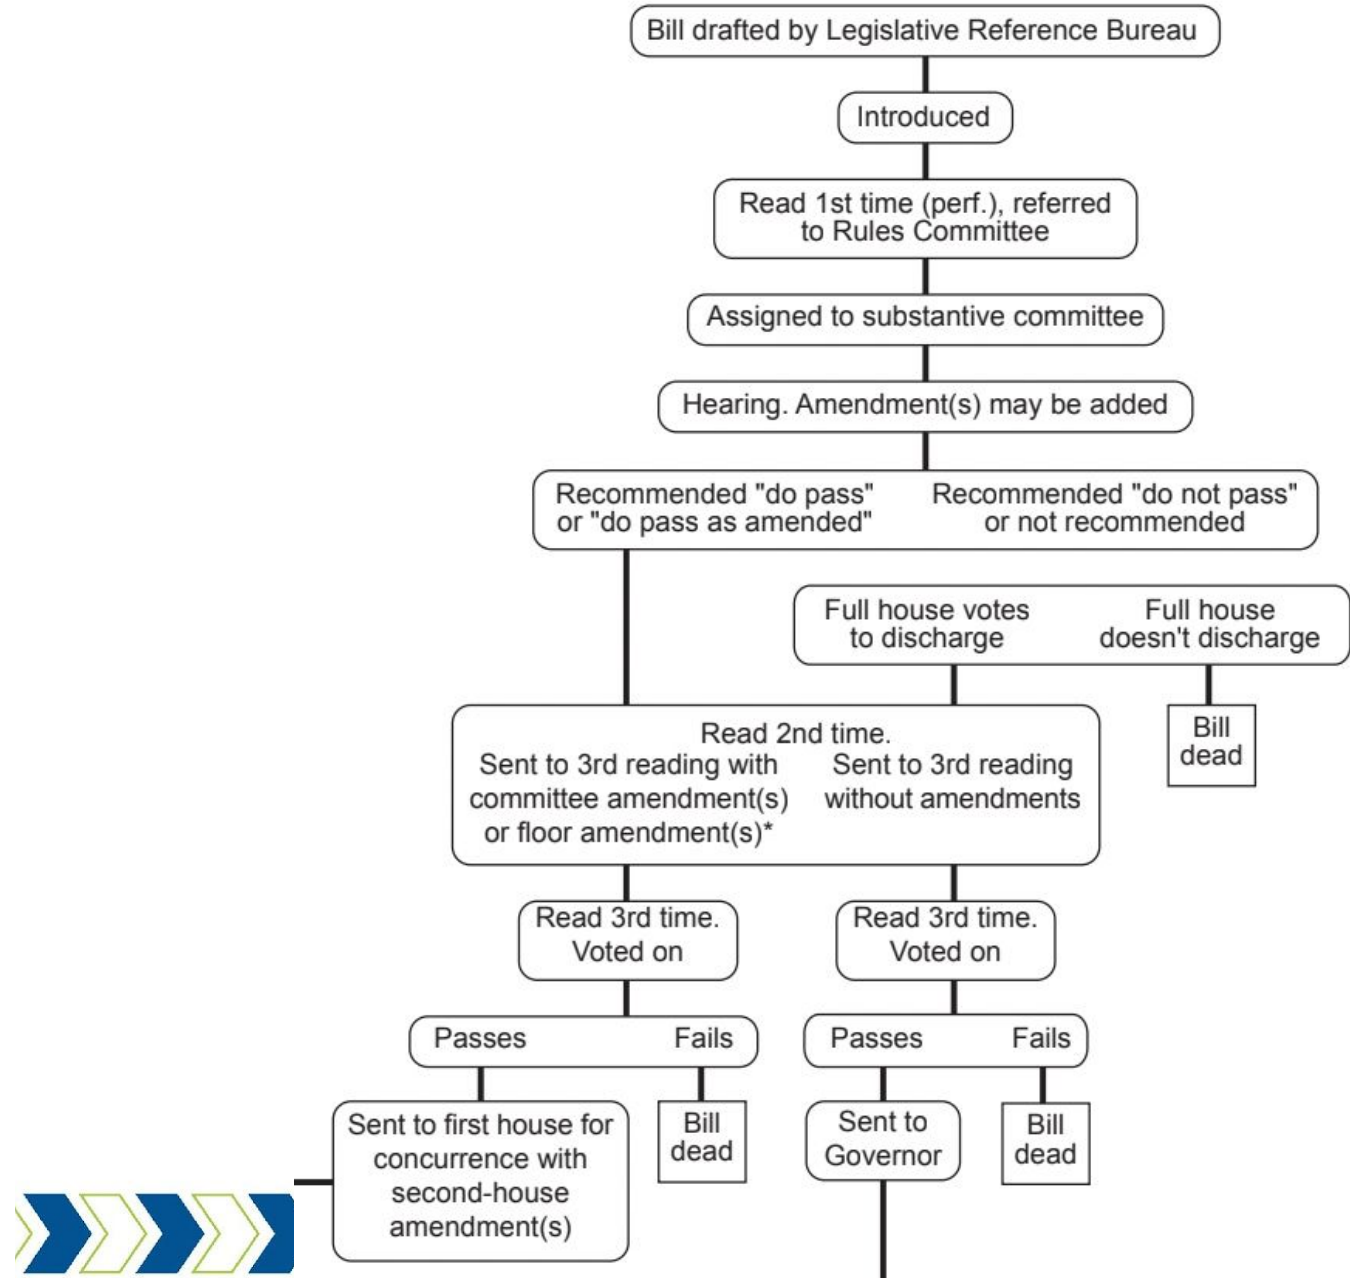 Bill drafted by Legislative Reference Bureau
Introduced
Read 1st time (perf.), referred
to Rules Committee
Assigned to substantive committee
Hearing. Amendment(s) may be added
Recommended "do pass"
or "do pass as amended"
Recommended "do not pass"
or not recommended
Full house votes
to discharge
Full house
doesn't discharge
Bill
dead
Read 2nd time.
Sent to 3rd reading with
committee amendment(s)
or floor amendment(s)*
Sent to 3rd reading
without amendments
Read 3rd time.
Voted on
Read 3rd time.
Voted on
Passes
Fails
Passes
Fails
Sent to first house for
concurrence with
second-house
amendment(s)
Bill
dead
Sent to
Governor
Bill
dead